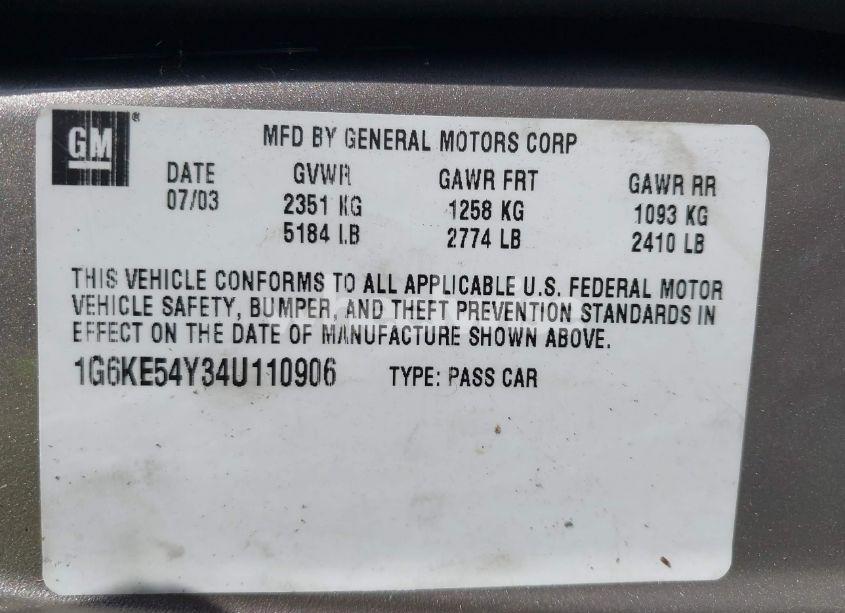 GM ®
MFD BY GENERAL MOTORS CORP
DATE GVWR GAWR FRT GAWR RR
07/03 2351 KG 1258 KG 1093 KG
5184 LB 2774 LB 2410 LB
THIS VEHICLE CONFORMS TO ALL APPLICABLE U.S. FEDERAL MOTOR
VEHICLE SAFETY, BUMPER, AND THEFT PREVENTION STANDARDS IN
EFFECT ON THE DATE OF MANUFACTURE SHOWN ABOVE.
1G6KE54Y34U110906 TYPE: PASS CAR